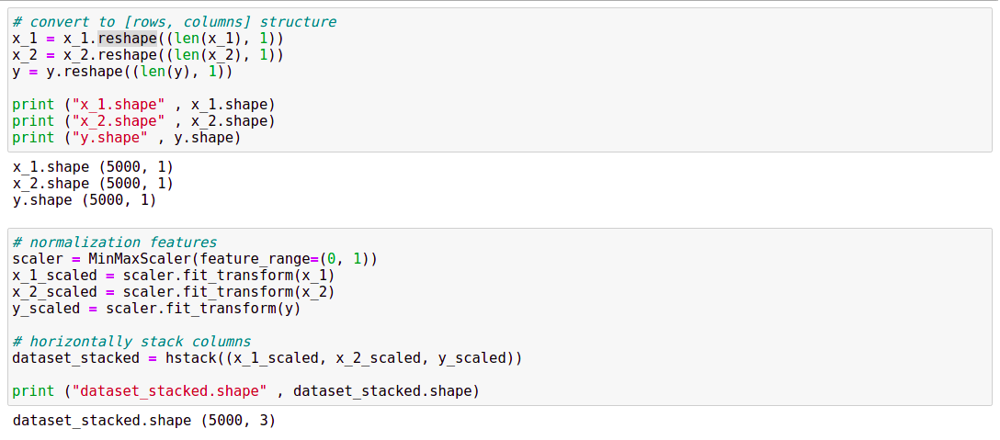 # convert to [rows, columns] structure
x_1 = x_1.reshape((len(x_1), 1))
x_2 = x_2.reshape((len(x_2), 1))
y = y.reshape((len(y), 1))
print ("x_1.shape" , x_1.shape)
print ("x_2.shape" , x_2.shape)
print ("y.shape" , y.shape)
x_1.shape (5000, 1)
x_2.shape (5000, 1)
y.shape (5000, 1)
# normalization features
scaler = MinMaxScaler(feature_range=(0, 1))
x_1_scaled = scaler.fit_transform(x_1)
x_2_scaled = scaler.fit_transform(x_2)
y_scaled = scaler.fit_transform(y)
# horizontally stack columns
dataset_stacked = hstack((x_1_scaled, x_2_scaled, y_scaled))
print ("dataset_stacked.shape" , dataset_stacked.shape)
dataset_stacked.shape (5000, 3)